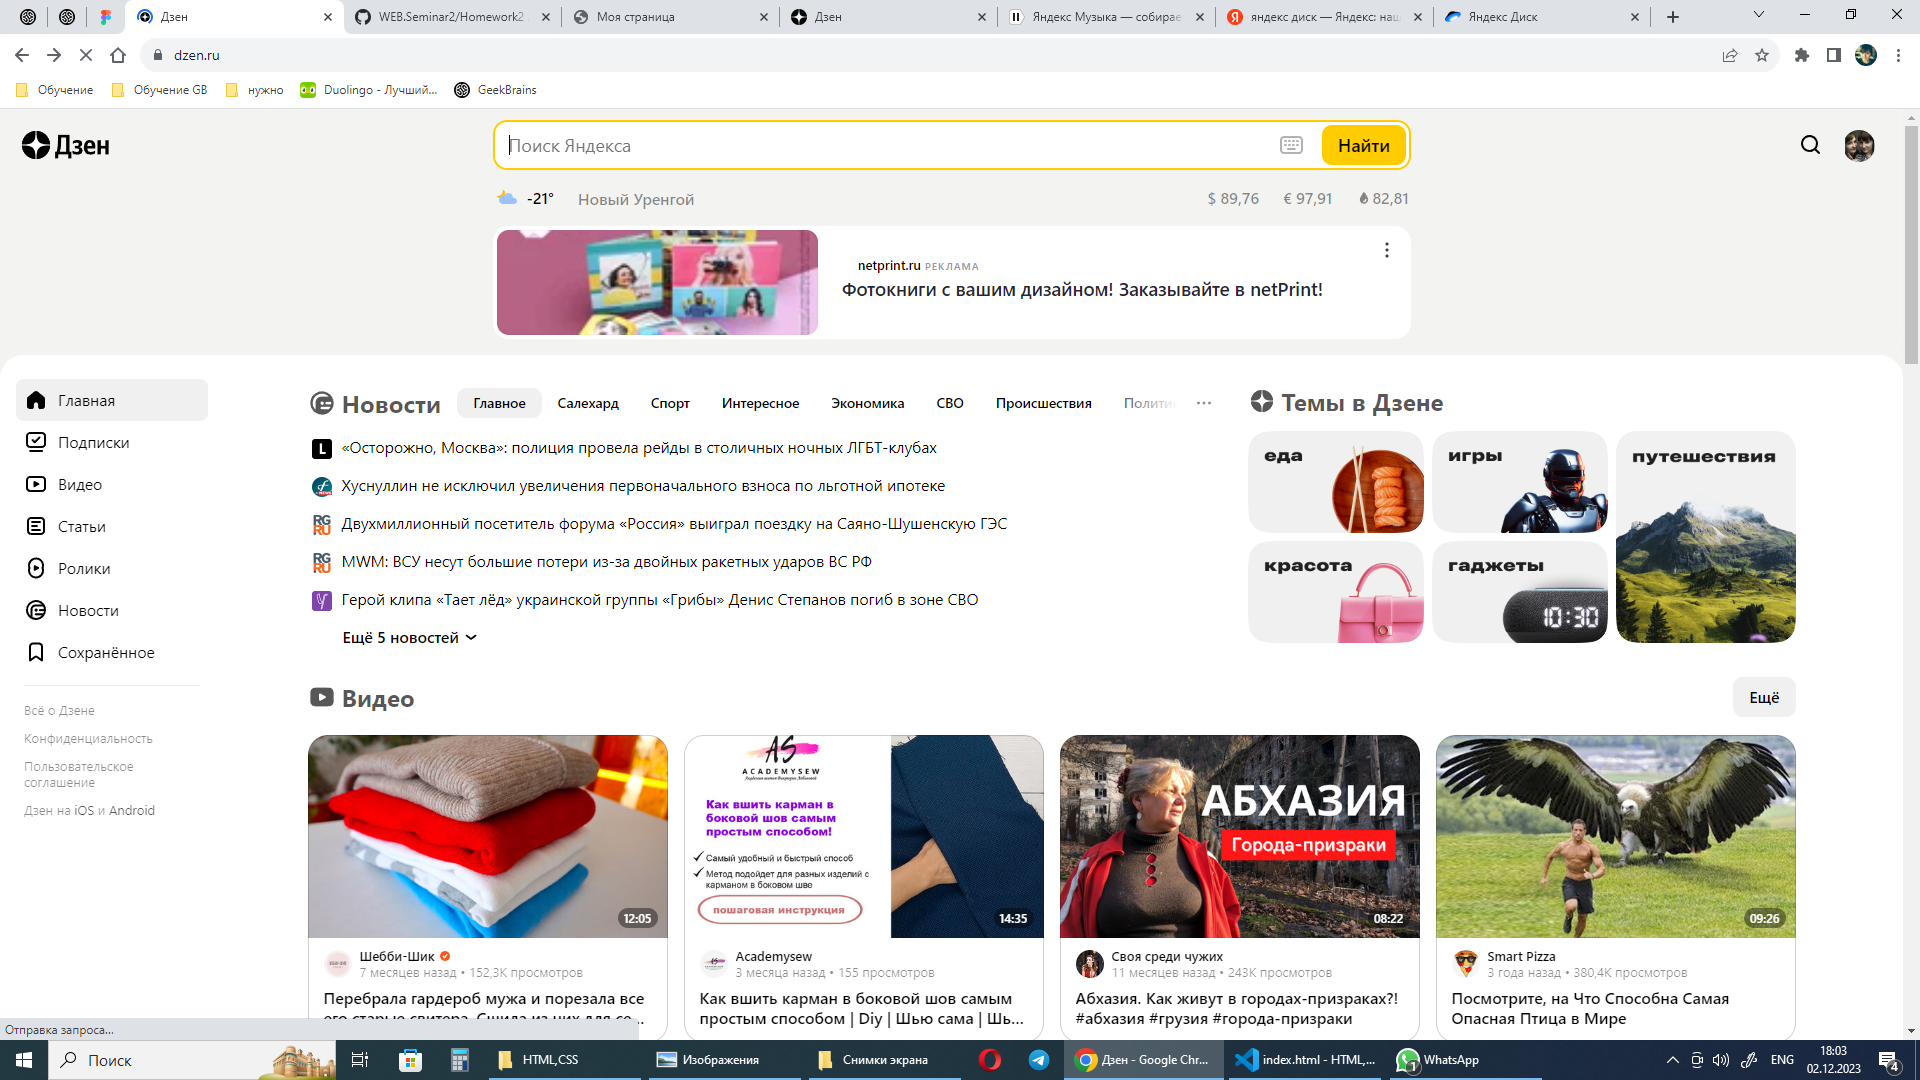 Дзен
WEB.Seminar2/Homework2
Моя страница
Дзен
Яндекс Музыка — собирае
яндекс диск — Яндекс: наш
Яндекс Диск
dzen.ru
Обучение
Обучение GB
нужно
Duolingo - Лучший...
GeekBrains
Дзен
Поиск Яндекса
Найти
-21°
Новый Уренгой
$ 89,76
€ 97,91
82,81
netprint.ru РЕКЛАМА
Фотокниги с вашим дизайном! Заказывайте в netPrint!
Главная
Подписки
Видео
Статьи
Ролики
Новости
Сохранённое
Всё о Дзене
Конфиденциальность
Пользовательское
соглашение
Дзен на iOS и Android
Новости
Главное
Салехард
Спорт
Интересное
Экономика
СВО
Происшествия
Полити
«Осторожно, Москва»: полиция провела рейды в столичных ночных ЛГБТ-клубах
Хуснуллин не исключил увеличения первоначального взноса по льготной ипотеке
RG
RU
Двухмиллионный посетитель форума «Россия» выиграл поездку на Саяно-Шушенскую ГЭС
RG
RU
MWM: ВСУ несут большие потери из-за двойных ракетных ударов ВС РФ
Герой клипа «Тает лёд» украинской группы «Грибы» Денис Степанов погиб в зоне СВО
Ещё 5 новостей
Темы в Дзене
еда
игры
путешествия
красота
гаджеты
10:30
Видео
Ещё
12:05
Шебби-Шик
7 месяцев назад • 152,3К просмотров
Перебрала гардероб мужа и порезала все
его старые свитера. Сшила из них для се...
AS
ACADEMYSEW
Как вшить карман в
боковой шов самым
простым способом!
Самый удобный и быстрый способ
Метод подойдет для разных изделий с
карманом в боковом шве
пошаговая инструкция
14:35
Academysew
3 месяца назад • 155 просмотров
Как вшить карман в боковой шов самым
простым способом | Diy | Шью сама | Шь...
АБХАЗИЯ
Города-призраки
08:22
Своя среди чужих
11 месяцев назад • 243К просмотров
Абхазия. Как живут в городах-призраках?!
#абхазия #грузия #города-призраки
09:26
Smart Pizza
3 года назад • 380,4К просмотров
Посмотрите, на Что Способна Самая
Опасная Птица в Мире
Отправка запроса...
Поиск
HTML,CSS
Изображения
Снимки экрана
Дзен - Google Chr...
index.html - HTML,...
1
WhatsApp
ENG
18:03
02.12.2023
4